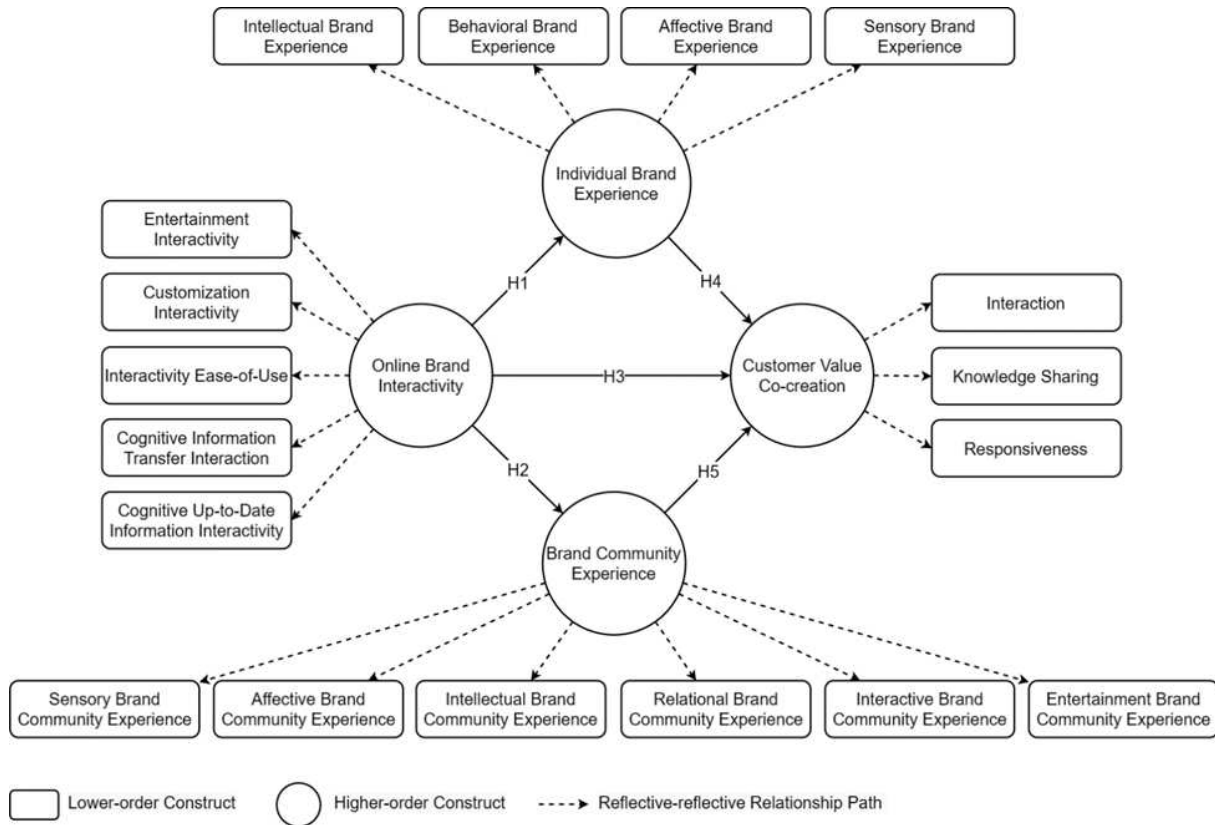 Intellectual Brand
Experience
Behavioral Brand
Experience
Affective Brand
Experience
Sensory Brand
Experience
Individual Brand
Experience
Entertainment
Interactivity
Customization
Interactivity
Interactivity Ease-of-Use
Cognitive Information
Transfer Interaction
Cognitive Up-to-Date
Information Interactivity
H1
H4
Online Brand
Interactivity
H3
Customer Value
Co-creation
Interaction
Knowledge Sharing
Responsiveness
H2
H5
Brand Community
Experience
Sensory Brand
Community Experience
Affective Brand
Community Experience
Intellectual Brand
Community Experience
Relational Brand
Community Experience
Interactive Brand
Community Experience
Entertainment Brand
Community Experience
Lower-order Construct
Higher-order Construct
Reflective-reflective Relationship Path